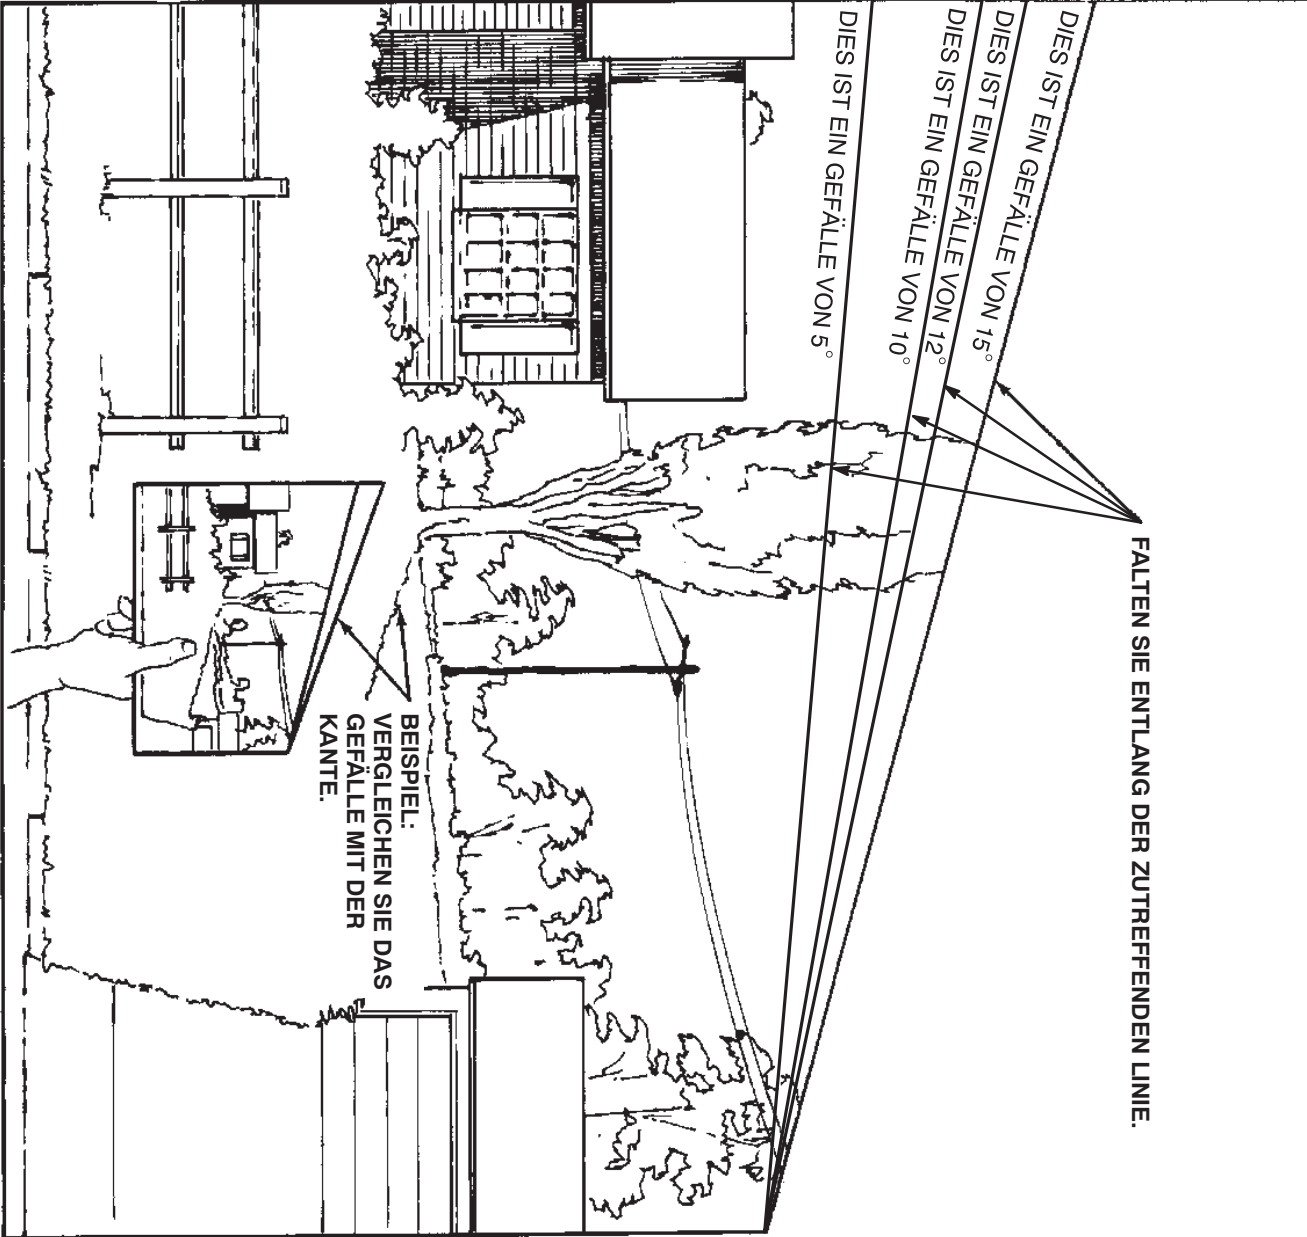 FALTEN SIE ENTLANG DER ZUTREFFENDEN LINIE.
DIES IST EIN GEFÄLLE VON 15°
DIES IST EIN GEFÄLLE VON 12°
DIES IST EIN GEFÄLLE VON 10°
DIES IST EIN GEFÄLLE VON 5°
BEISPIEL:
VERGLEICHEN SIE DAS
GEFÄLLE MIT DER
KANTE.